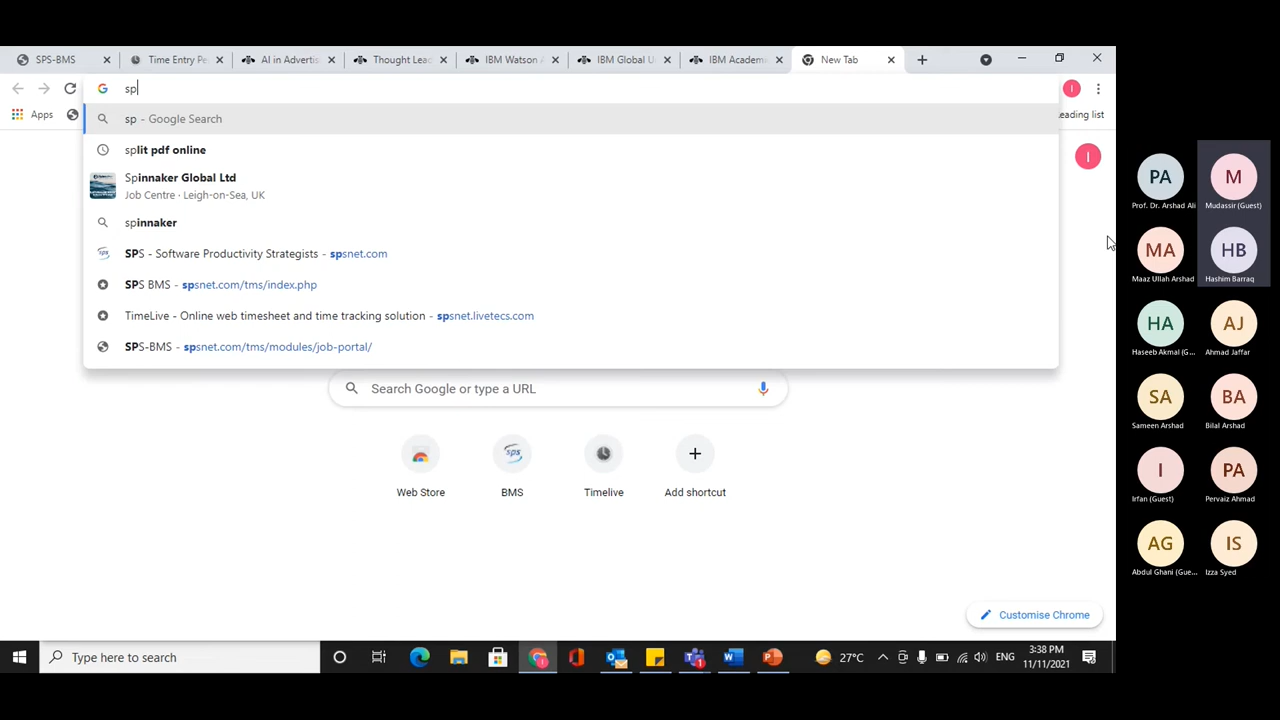 SPS-BMS
Time Entry Pe
AI in Advertis
Thought Lead
IBM Watson A
IBM Global U
IBM Academi
New Tab
sp
Apps
eading list
I
sp - Google Search
split pdf online
Spinnaker Global Ltd
Job Centre · Leigh-on-Sea, UK
spinnaker
SPS - Software Productivity Strategists - spsnet.com
SPS BMS - spsnet.com/tms/index.php
TimeLive - Online web timesheet and time tracking solution - spsnet.livetecs.com
SPS-BMS - spsnet.com/tms/modules/job-portal/
I
Search Google or type a URL
sps
Web Store
BMS
Timelive
Add shortcut
Customise Chrome
PA
M
Prof. Dr. Arshad Ali
Mudassir (Guest)
MA
HB
Maaz Ullah Arshad
Hashim Barraq
HA
AJ
Haseeb Akmal (G...
Ahmad Jaffar
SA
BA
Sameen Arshad
Bilal Arshad
I
PA
Irfan (Guest)
Pervaiz Ahmad
AG
IS
Abdul Ghani (Gue...
Izza Syed
Type here to search
27°C
ENG
3:38 PM
11/11/2021